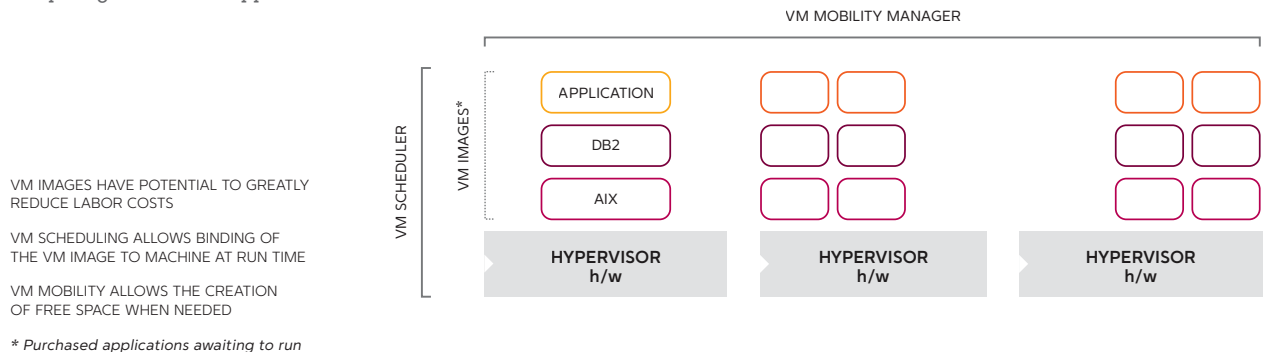 VM MOBILITY MANAGER
VM SCHEDULER
VM IMAGES*
APPLICATION
DB2
AIX
HYPERVISOR
h/w
HYPERVISOR
h/w
HYPERVISOR
h/w
VM IMAGES HAVE POTENTIAL TO GREATLY
REDUCE LABOR COSTS
VM SCHEDULING ALLOWS BINDING OF
THE VM IMAGE TO MACHINE AT RUN TIME
VM MOBILITY ALLOWS THE CREATION
OF FREE SPACE WHEN NEEDED
* Purchased applications awaiting to run